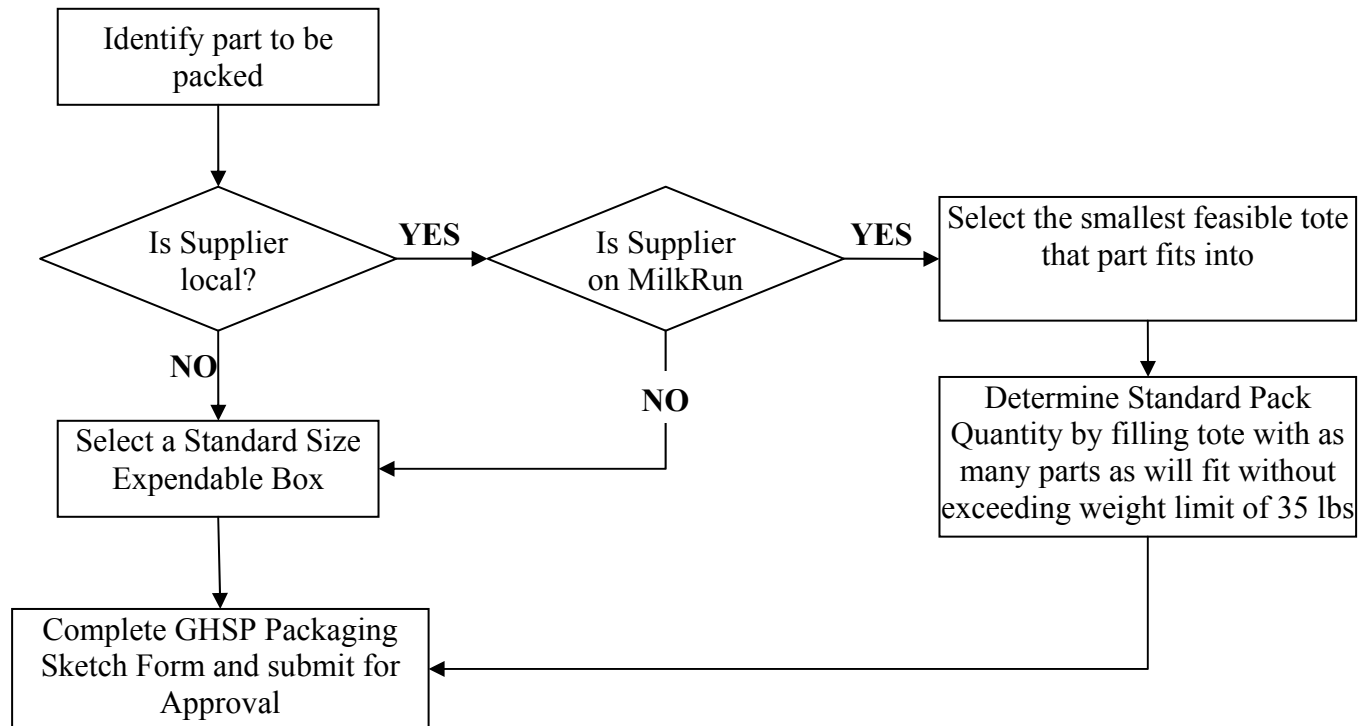 Identify part to be
packed
Is Supplier
local?
YES
Is Supplier
on MilkRun
YES
Select the smallest feasible tote
that part fits into
NO
NO
Select a Standard Size
Expendable Box
Determine Standard Pack
Quantity by filling tote with as
many parts as will fit without
exceeding weight limit of 35 lbs
Complete GHSP Packaging
Sketch Form and submit for
Approval